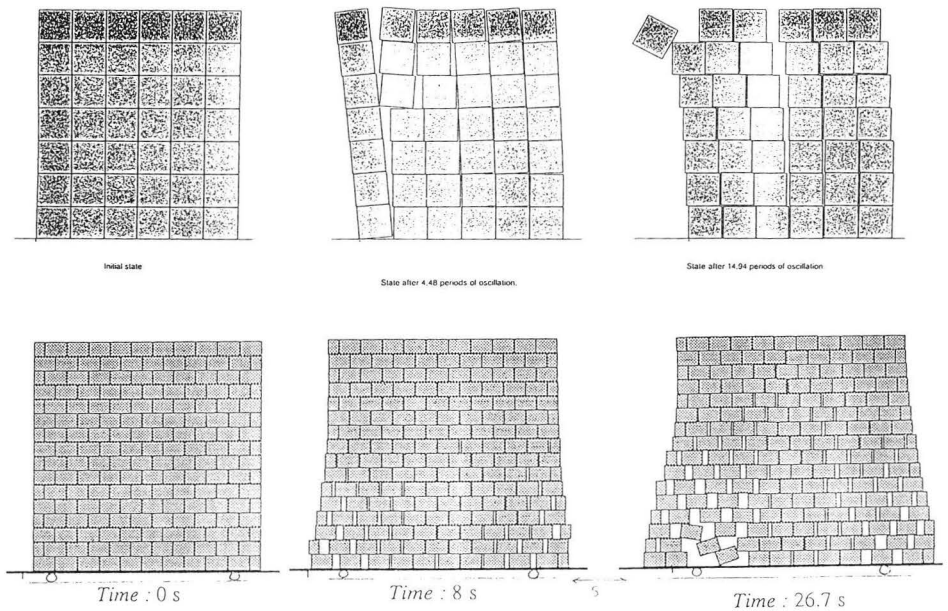 Initial state
State after 4.48 periods of oscillation.
State after 14.94 periods of oscillation
Time : 0 s
Time : 8 s
s
Time : 26.7 s